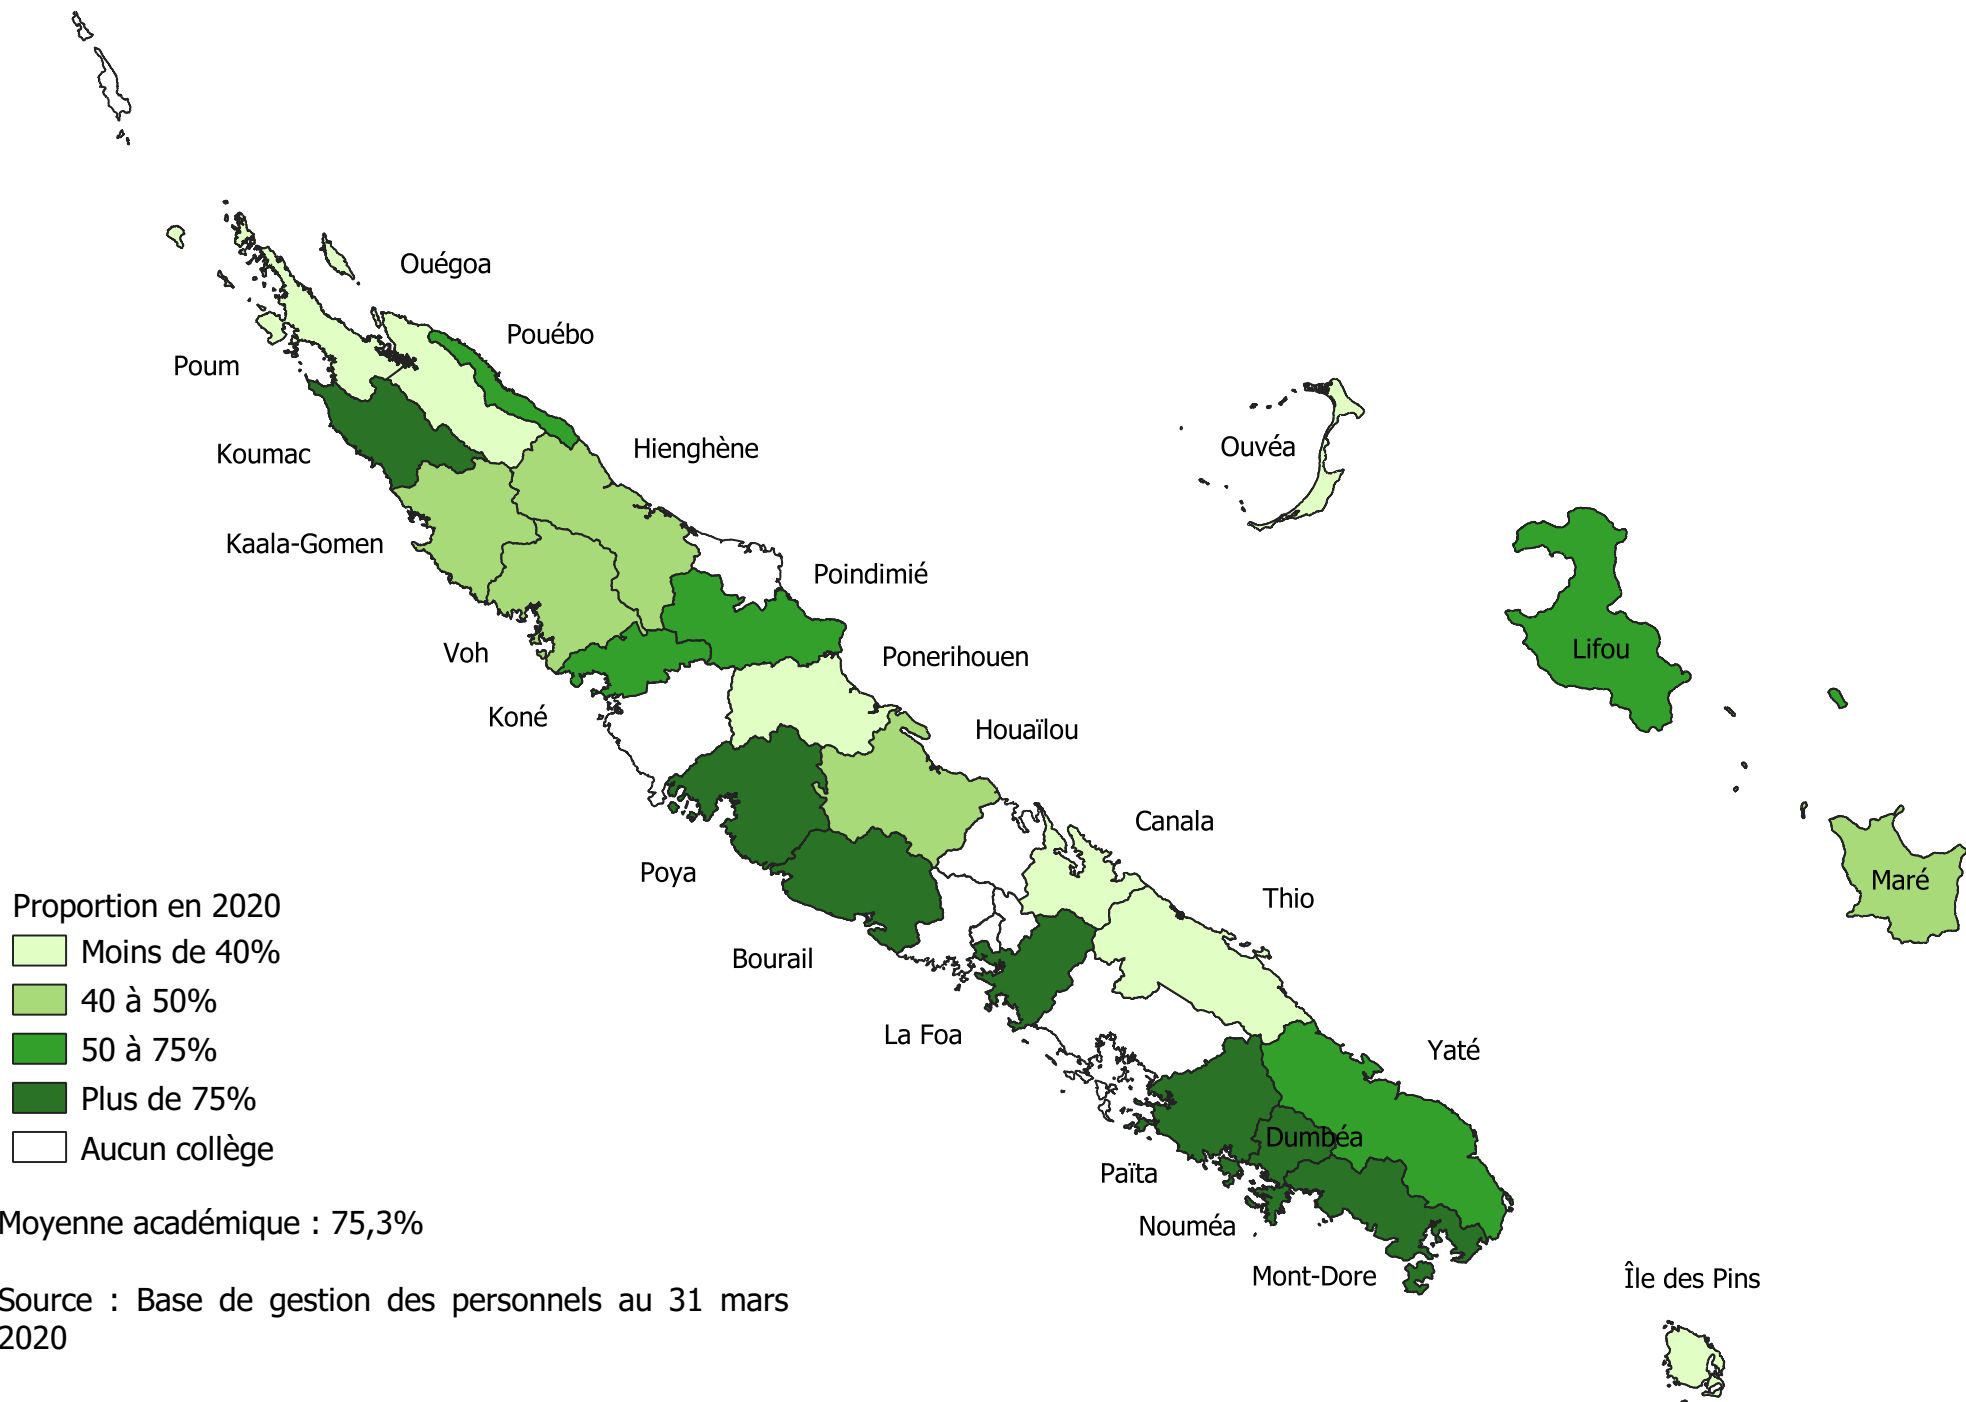 Ouégoa
Pouébo
Poum
Ouvéa
Hienghène
Koumac
Kaala-Gomen
Poindimié
Lifou
Voh
Ponerihouen
Koné
Houaïlou
Canala
Poya
Maré
Thio
Proportion en 2020
Moins de 40%
40 à 50%
50 à 75%
Plus de 75%
Aucun collège
Bourail
La Foa
Yaté
Dumbéa
Païta
Nouméa
Mont-Dore
Île des Pins
Moyenne académique : 75,3%
Source : Base de gestion des personnels au 31 mars
2020